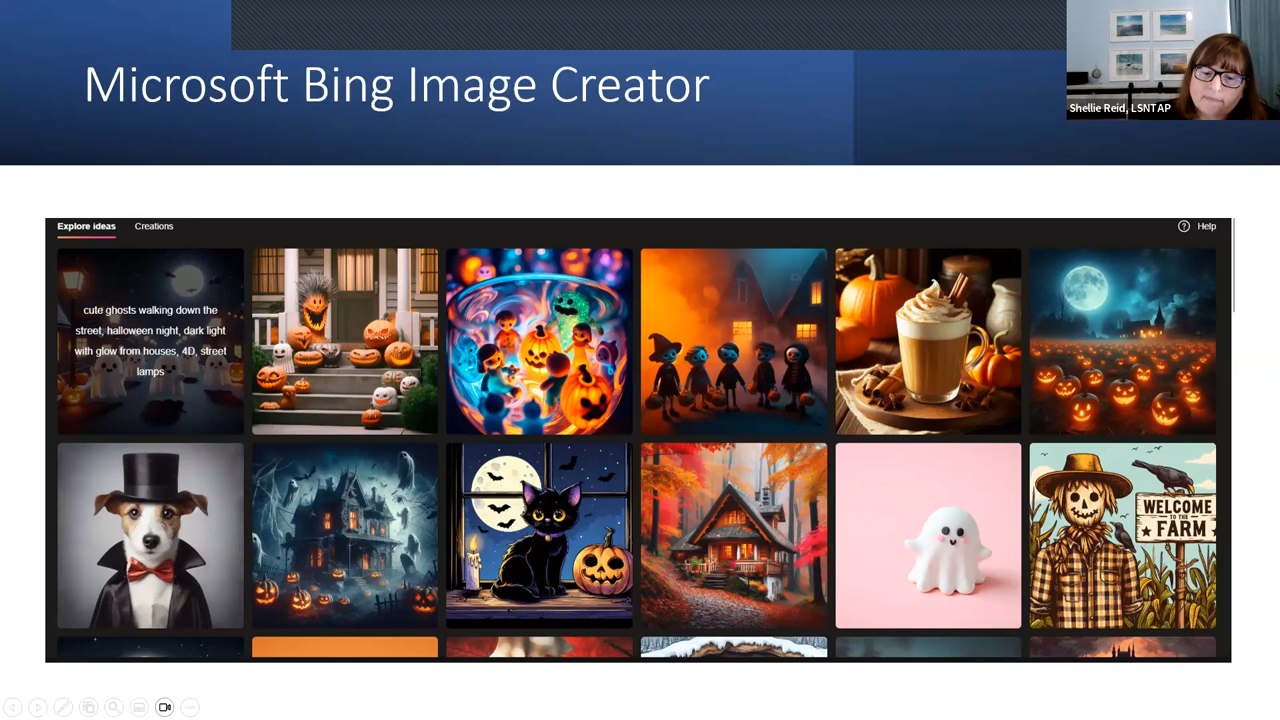 Microsoft Bing Image Creator
Shellie Reid, LSNTAP
Explore ideas
Creations
? Help
cute ghosts walking down the
street, halloween night, dark light
with glow from houses, 4D, street
lamps
WELCOME
TO THE
FARM